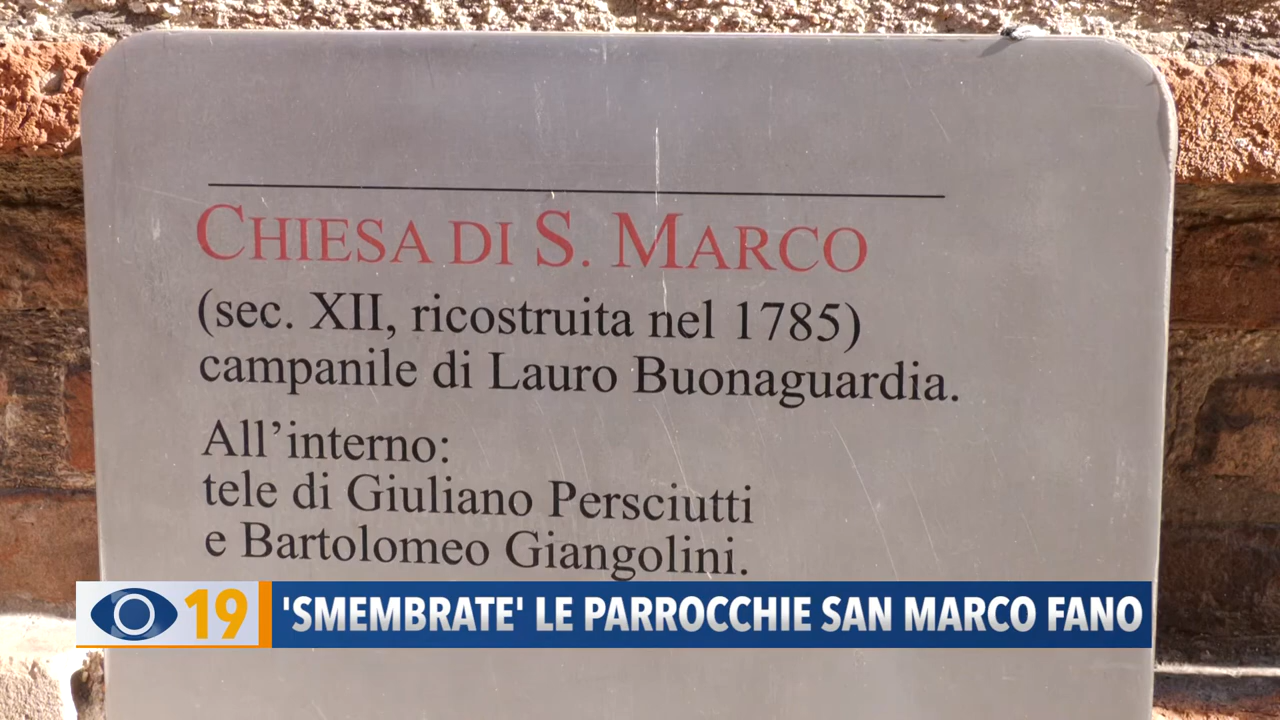 CHIESA DI S. MARCO
(sec. XII, ricostruita nel 1785)
campanile di Lauro Buonaguardia.
All'interno:
tele di Giuliano Persciutti
e Bartolomeo Giangolini.
19 'SMEMBRATE' LE PARROCCHIE SAN MARCO FANO